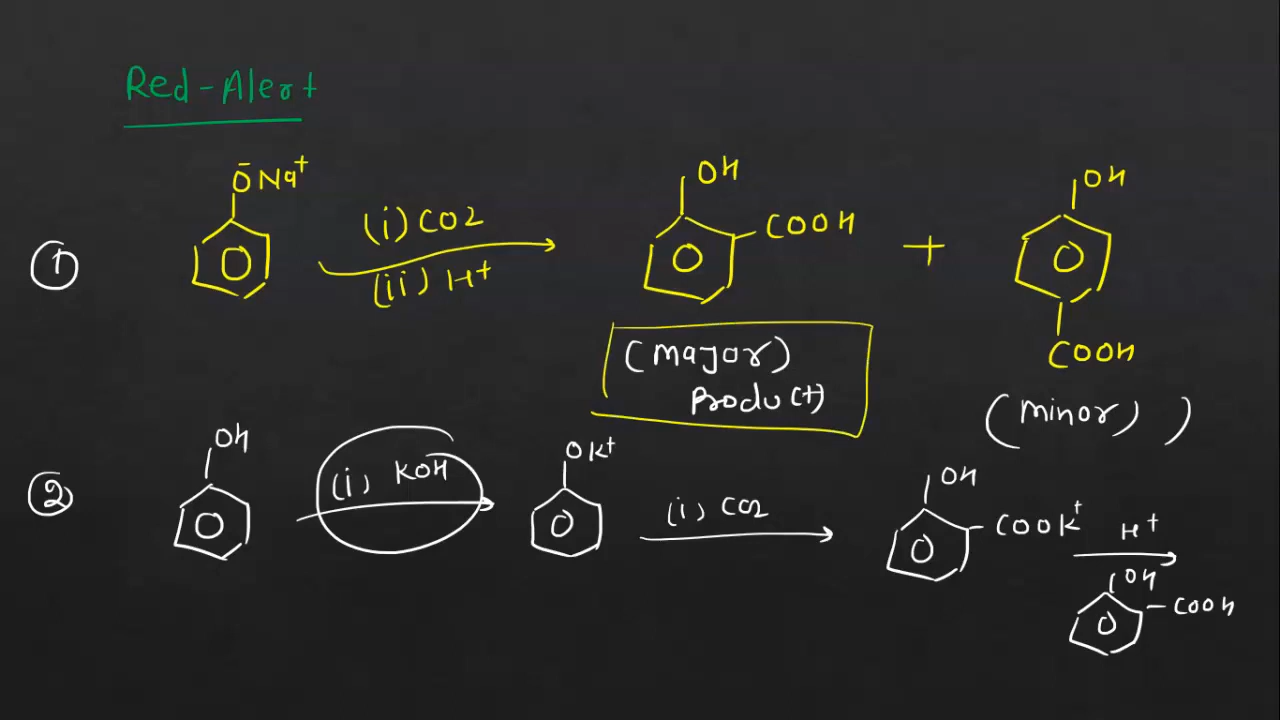 Red-Alert
① ŌNa⁺ (i) CO2 (ii) H⁺ OH COOH + OH COOH
(major) product
(minor) )
② OH (i) KOH OK⁺ (i) CO2 OH COOK⁺ H⁺
OH COOH